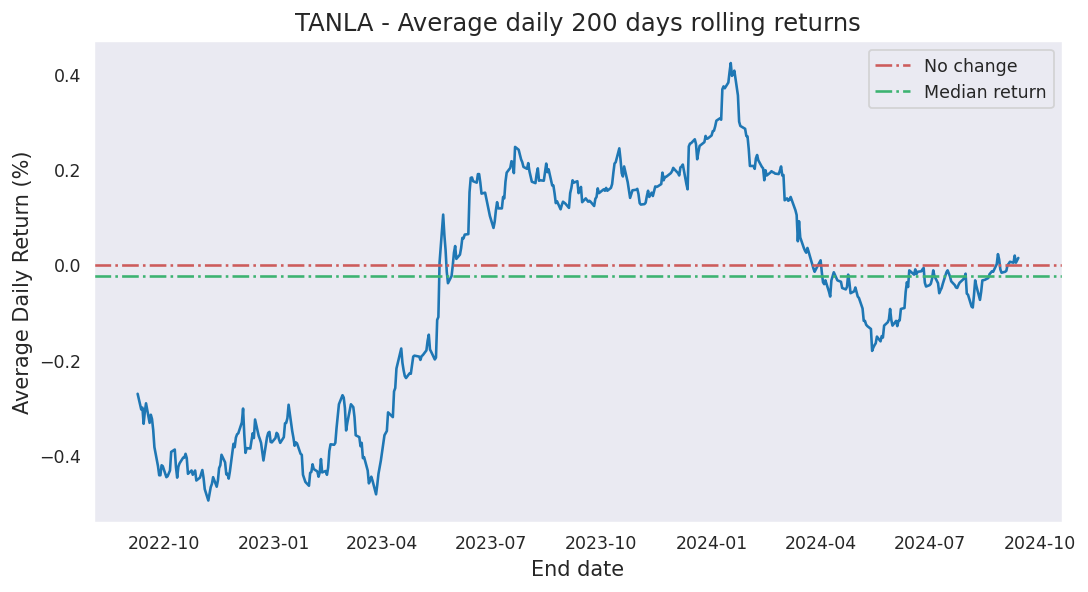 TANLA - Average daily 200 days rolling returns
No change
Median return
Average Daily Return (%)
0.4
0.2
0.0
−0.2
−0.4
2022-10 2023-01 2023-04 2023-07 2023-10 2024-01 2024-04 2024-07 2024-10
End date